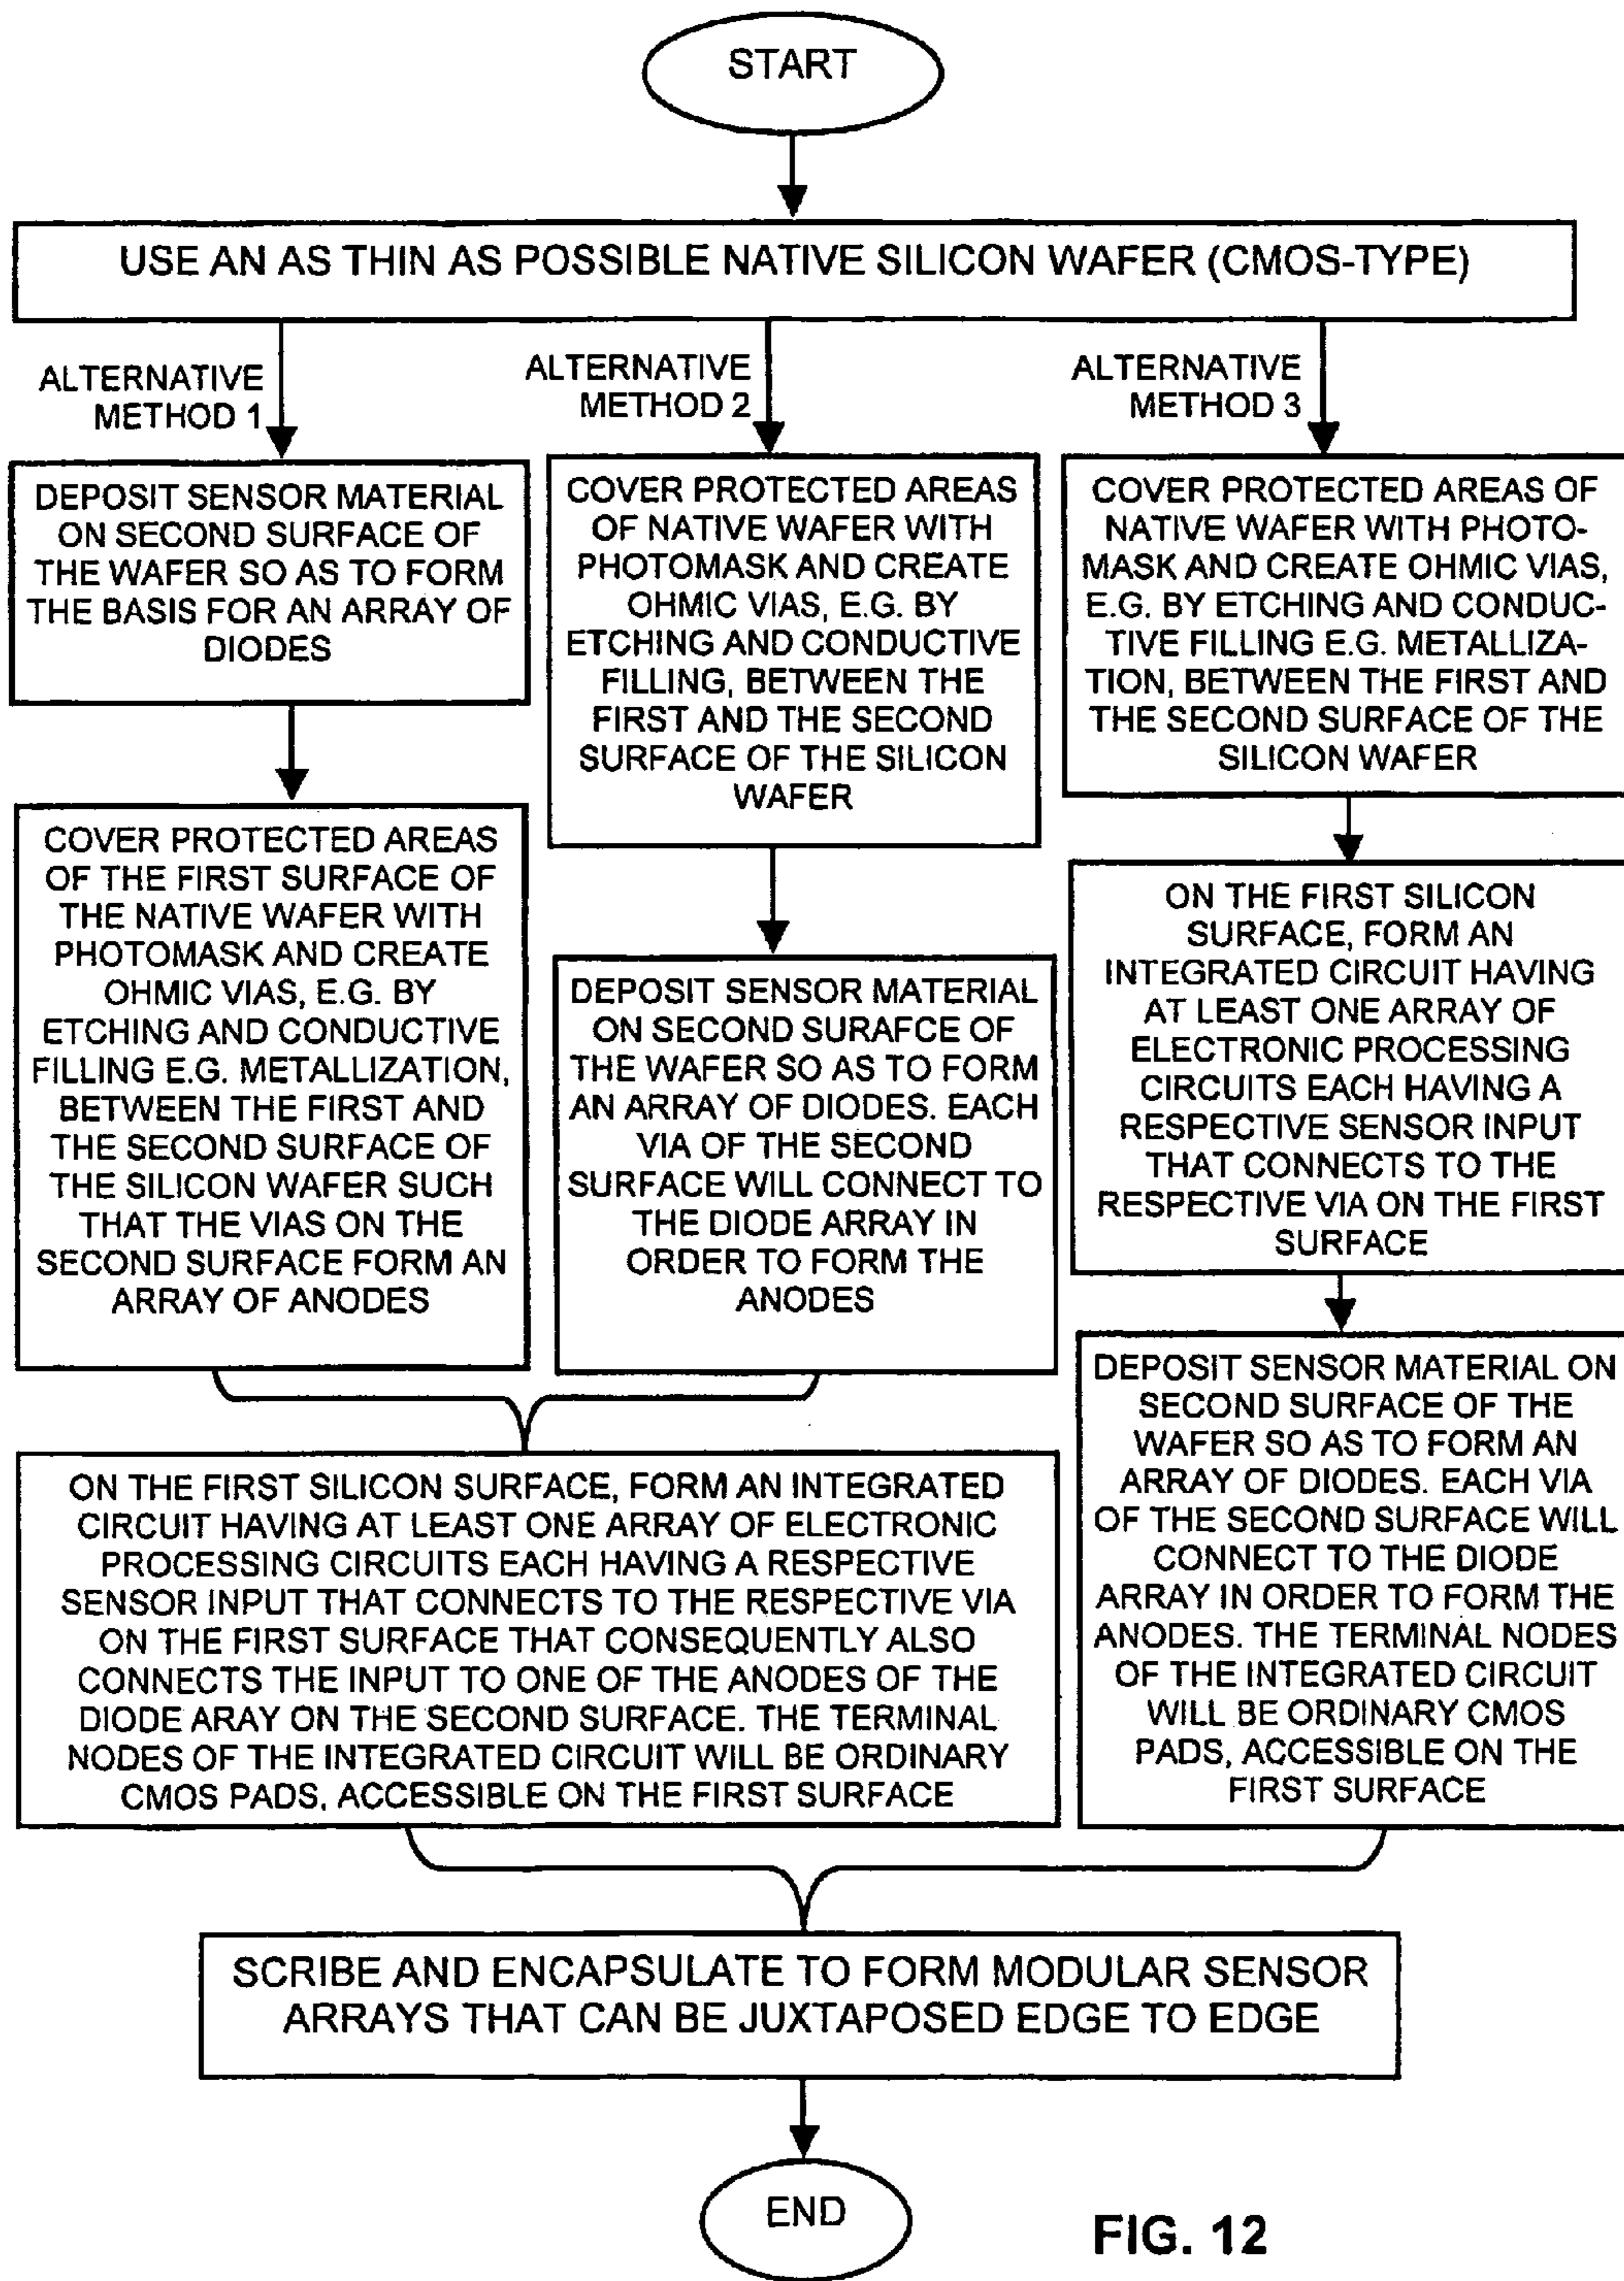 START
USE AN AS THIN AS POSSIBLE NATIVE SILICON WAFER (CMOS-TYPE)
ALTERNATIVE
METHOD 1
DEPOSIT SENSOR MATERIAL
ON SECOND SURFACE OF
THE WAFER SO AS TO FORM
THE BASIS FOR AN ARRAY OF
DIODES
COVER PROTECTED AREAS
OF THE FIRST SURFACE OF
THE NATIVE WAFER WITH
PHOTOMASK AND CREATE
OHMIC VIAS, E.G. BY
ETCHING AND CONDUCTIVE
FILLING E.G. METALLIZATION,
BETWEEN THE FIRST AND
THE SECOND SURFACE OF
THE SILICON WAFER SUCH
THAT THE VIAS ON THE
SECOND SURFACE FORM AN
ARRAY OF ANODES
ALTERNATIVE
METHOD 2
COVER PROTECTED AREAS
OF NATIVE WAFER WITH
PHOTOMASK AND CREATE
OHMIC VIAS, E.G. BY
ETCHING AND CONDUCTIVE
FILLING, BETWEEN THE
FIRST AND THE SECOND
SURFACE OF THE SILICON
WAFER
DEPOSIT SENSOR MATERIAL
ON SECOND SURAFCE OF
THE WAFER SO AS TO FORM
AN ARRAY OF DIODES. EACH
VIA OF THE SECOND
SURFACE WILL CONNECT TO
THE DIODE ARRAY IN
ORDER TO FORM THE
ANODES
ON THE FIRST SILICON SURFACE, FORM AN INTEGRATED
CIRCUIT HAVING AT LEAST ONE ARRAY OF ELECTRONIC
PROCESSING CIRCUITS EACH HAVING A RESPECTIVE
SENSOR INPUT THAT CONNECTS TO THE RESPECTIVE VIA
ON THE FIRST SURFACE THAT CONSEQUENTLY ALSO
CONNECTS THE INPUT TO ONE OF THE ANODES OF THE
DIODE ARAY ON THE SECOND SURFACE. THE TERMINAL
NODES OF THE INTEGRATED CIRCUIT WILL BE ORDINARY
CMOS PADS, ACCESSIBLE ON THE FIRST SURFACE
ALTERNATIVE
METHOD 3
COVER PROTECTED AREAS OF
NATIVE WAFER WITH PHOTO-
MASK AND CREATE OHMIC VIAS,
E.G. BY ETCHING AND CONDUC-
TIVE FILLING E.G. METALLIZA-
TION, BETWEEN THE FIRST AND
THE SECOND SURFACE OF THE
SILICON WAFER
ON THE FIRST SILICON
SURFACE, FORM AN
INTEGRATED CIRCUIT HAVING
AT LEAST ONE ARRAY OF
ELECTRONIC PROCESSING
CIRCUITS EACH HAVING A
RESPECTIVE SENSOR INPUT
THAT CONNECTS TO THE
RESPECTIVE VIA ON THE FIRST
SURFACE
DEPOSIT SENSOR MATERIAL ON
SECOND SURFACE OF THE
WAFER SO AS TO FORM AN
ARRAY OF DIODES. EACH VIA
OF THE SECOND SURFACE WILL
CONNECT TO THE DIODE
ARRAY IN ORDER TO FORM THE
ANODES. THE TERMINAL NODES
OF THE INTEGRATED CIRCUIT
WILL BE ORDINARY CMOS
PADS, ACCESSIBLE ON THE
FIRST SURFACE
SCRIBE AND ENCAPSULATE TO FORM MODULAR SENSOR
ARRAYS THAT CAN BE JUXTAPOSED EDGE TO EDGE
END
FIG. 12